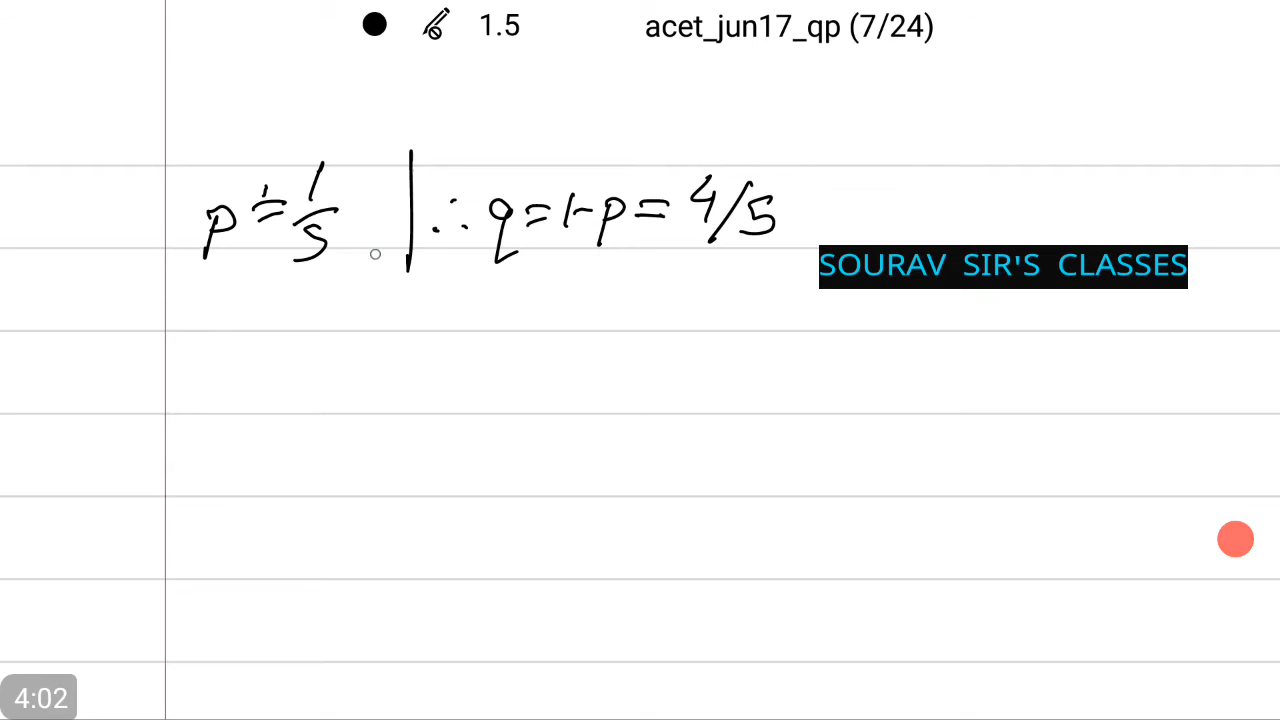 1.5 acet_jun17_qp (7/24)
p = 1/5 | ∴ q = 1-p = 4/5
SOURAV SIR'S CLASSES
4:02